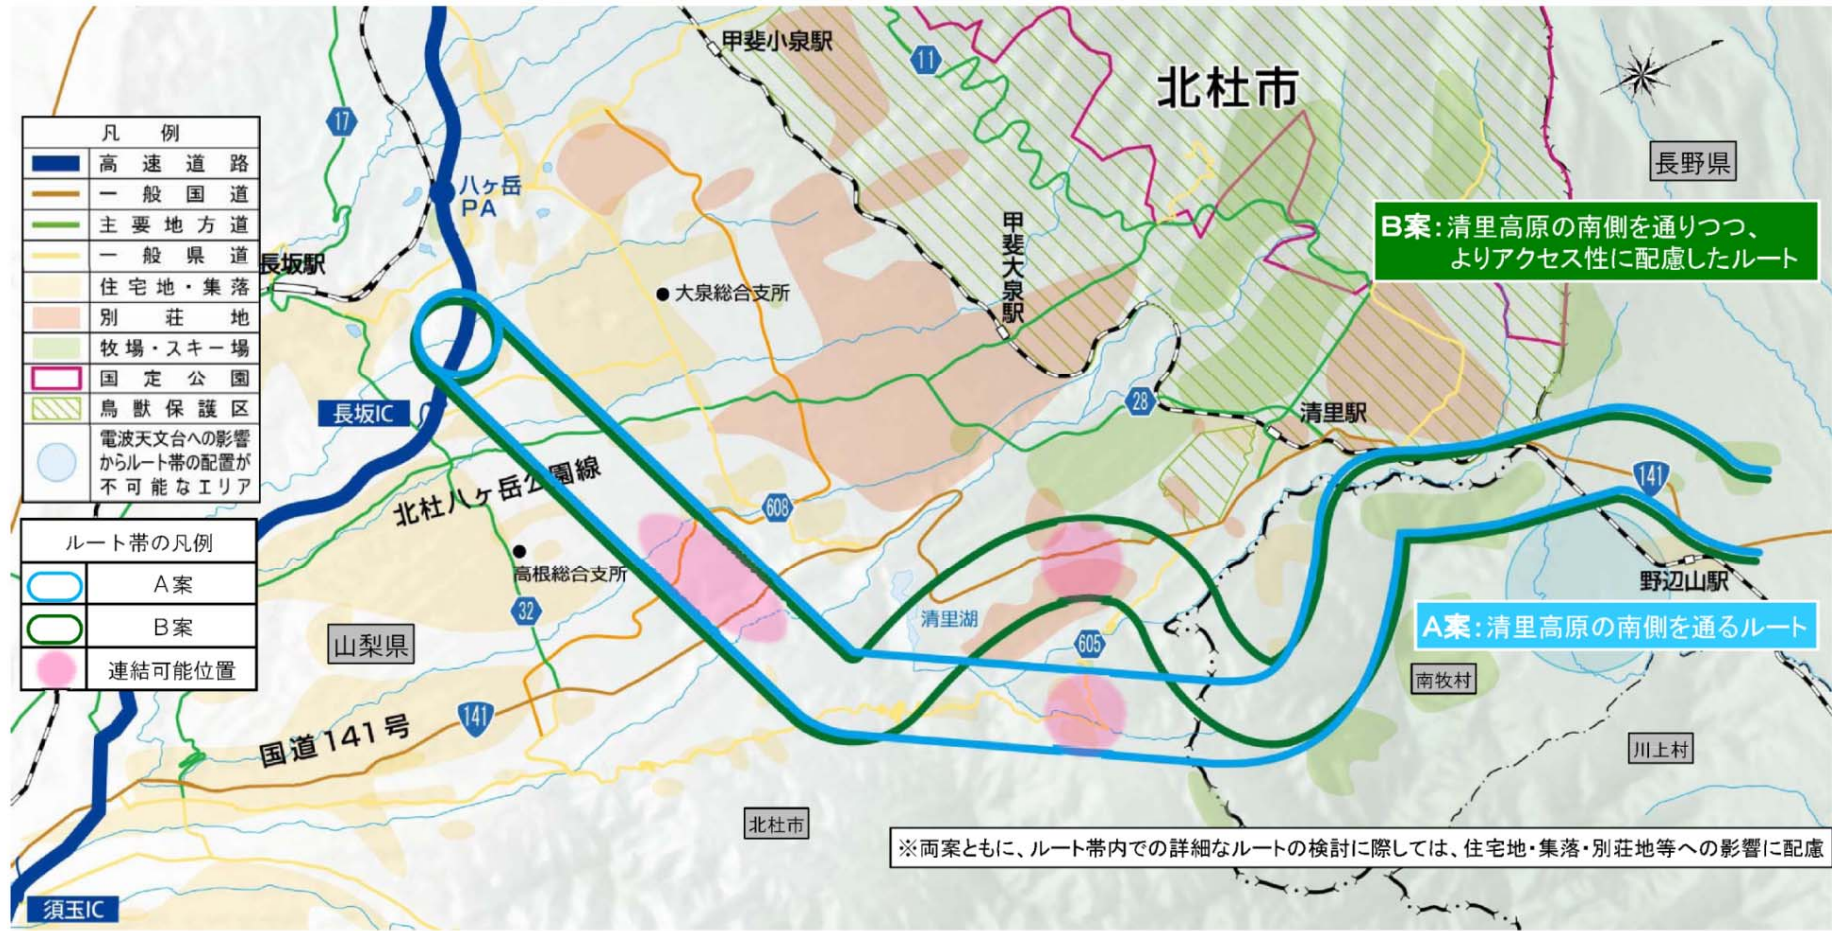 甲斐小泉駅
11
北杜市
17
長野県
凡例
高速道路
一般国道
主要地方道
一般県道
住宅地・集落
別荘地
牧場・スキー場
国定公園
鳥獣保護区
電波天文台への影響
からルート帯の配置が
不可能なエリア
八ヶ岳
PA
長坂駅
大泉総合支所
甲斐大泉駅
B案:清里高原の南側を通りつつ、
よりアクセス性に配慮したルート
長坂IC
28
清里駅
北杜八ヶ岳公園線
608
141
ルート帯の凡例
A案
B案
連結可能位置
高根総合支所
32
清里湖
605
野辺山駅
A案:清里高原の南側を通るルート
山梨県
南牧村
国道141号
141
川上村
北杜市
※両案ともに、ルート帯内での詳細なルートの検討に際しては、住宅地・集落・別荘地等への影響に配慮
須玉IC